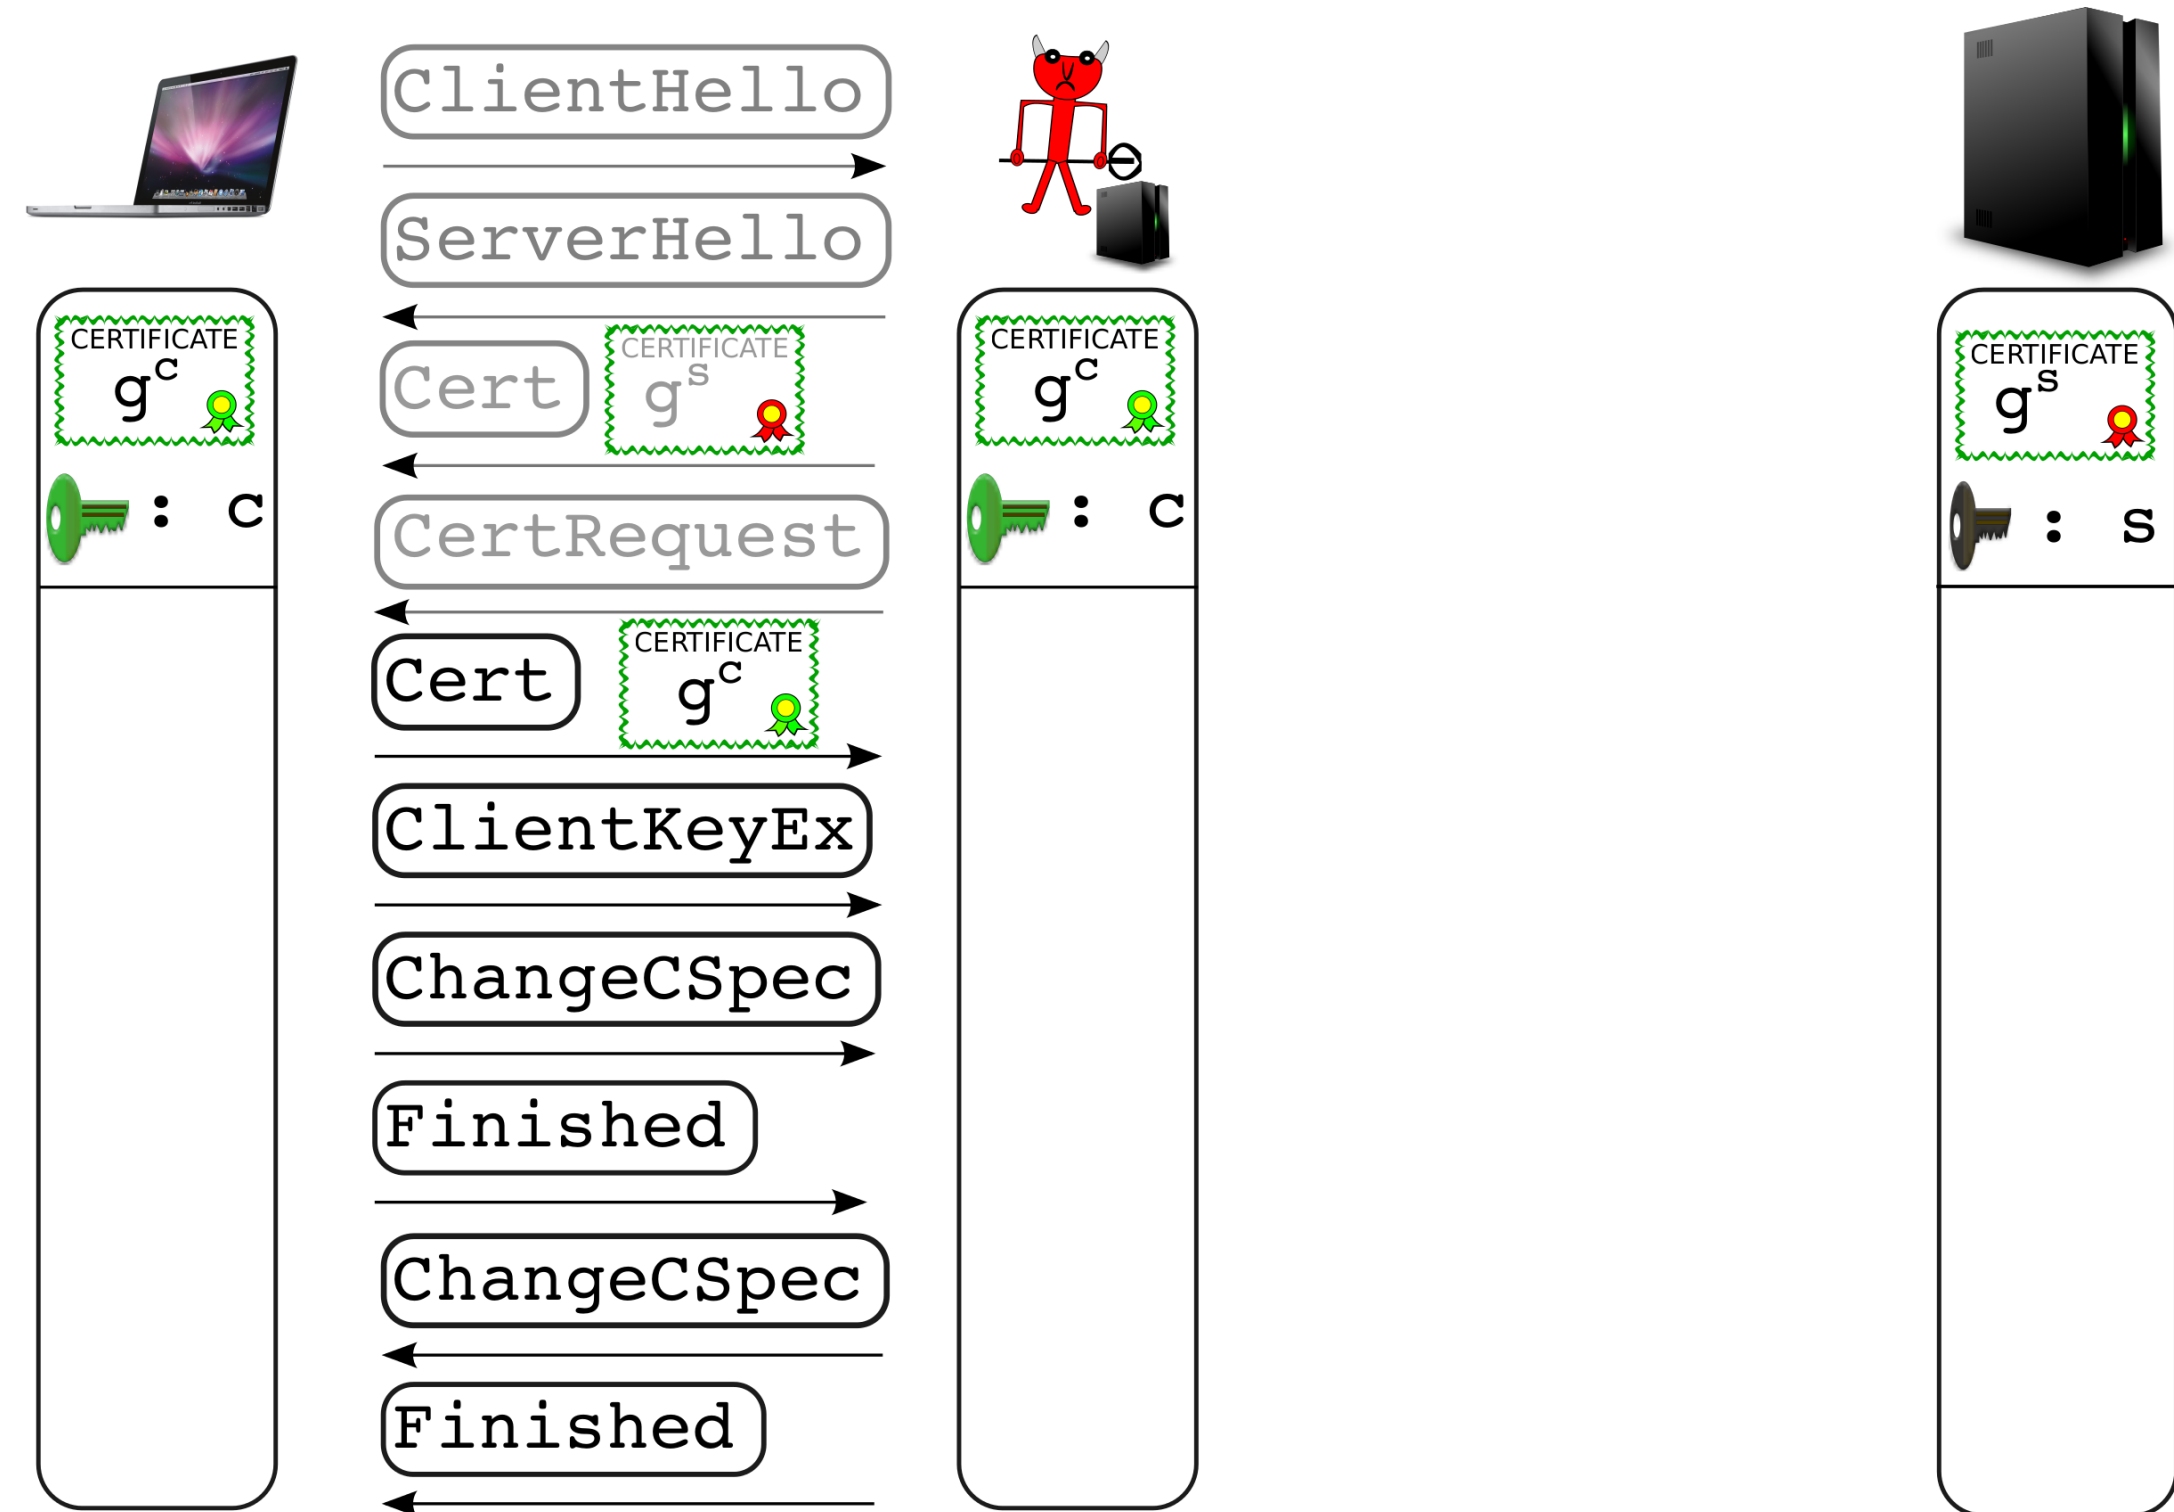 ClientHello
ServerHello
CERTIFICATE
g^c
: c
Cert
CERTIFICATE
g^s
CERTIFICATE
g^c
: c
CERTIFICATE
g^s
: s
CertRequest
Cert
CERTIFICATE
g^c
ClientKeyEx
ChangeCSpec
Finished
ChangeCSpec
Finished